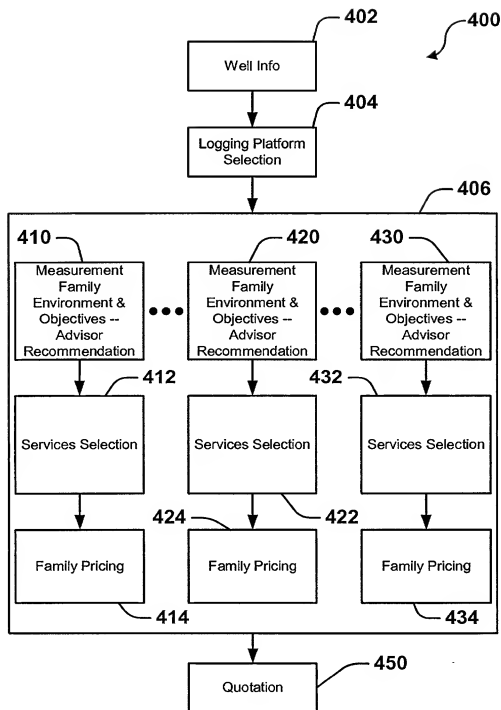 402
400
Well Info
404
Logging Platform
Selection
406
410
420
430
Measurement
Family
Environment &
Objectives --
Advisor
Recommendation
Measurement
Family
Environment &
Objectives --
Advisor
Recommendation
Measurement
Family
Environment &
Objectives --
Advisor
Recommendation
412
432
Services Selection
Services Selection
Services Selection
424
422
Family Pricing
Family Pricing
Family Pricing
414
434
450
Quotation